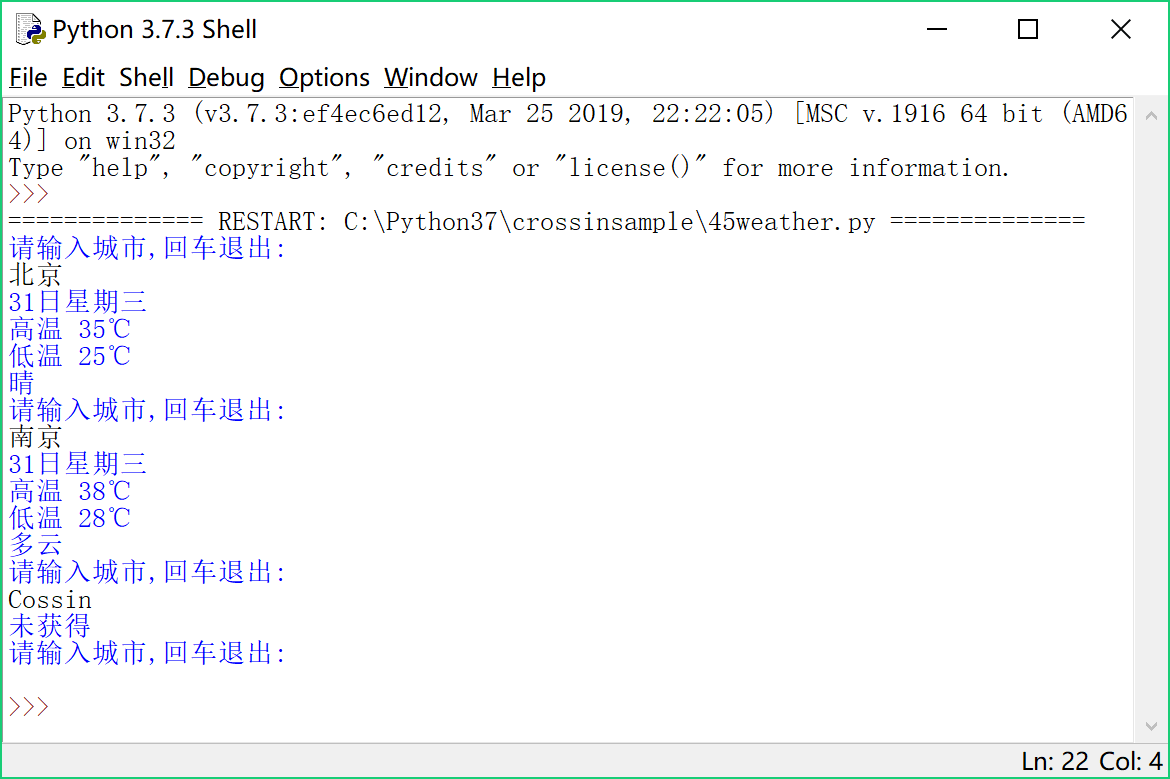 Python 3.7.3 Shell
File Edit Shell Debug Options Window Help
Python 3.7.3 (v3.7.3:ef4ec6ed12, Mar 25 2019, 22:22:05) [MSC v.1916 64 bit (AMD6
4)] on win32
Type "help", "copyright", "credits" or "license()" for more information.
>>>
============== RESTART: C:\Python37\crossinsample\45weather.py ==============
请输入城市,回车退出:
北京
31日星期三
高温 35℃
低温 25℃
晴
请输入城市,回车退出:
南京
31日星期三
高温 38℃
低温 28℃
多云
请输入城市,回车退出:
Cossin
未获得
请输入城市,回车退出:
>>>
Ln: 22 Col: 4